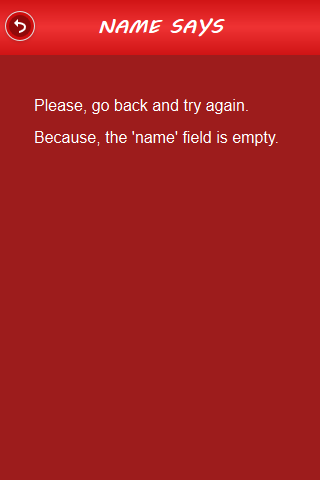 NAME SAYS
Please, go back and try again.
Because, the 'name' field is empty.